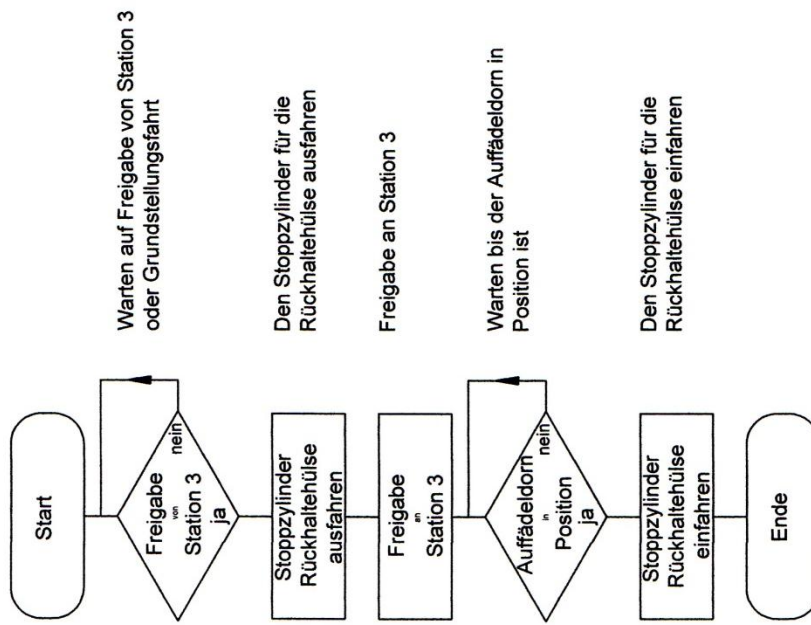 Start
Freigabe
von
Station 3
nein
ja
Warten auf Freigabe von Station 3
oder Grundstellungsfahrt
Stoppzylinder
Rückhaltehülse
ausfahren
Den Stoppzylinder für die
Rückhaltehülse ausfahren
Freigabe
an
Station 3
Freigabe an Station 3
Auffädeldorn
in
Position
nein
ja
Warten bis der Auffädeldorn in
Position ist
Stoppzylinder
Rückhaltehülse
einfahren
Den Stoppzylinder für die
Rückhaltehülse einfahren
Ende